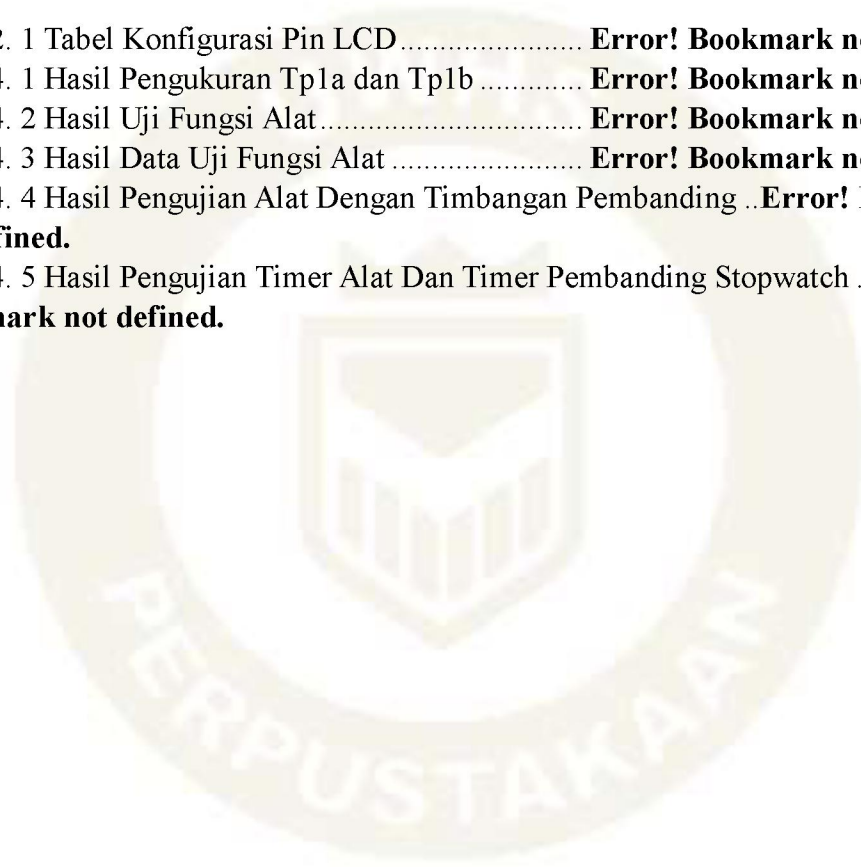 2. 1 Tabel Konfigurasi Pin LCD....................... Error! Bookmark no
4. 1 Hasil Pengukuran Tp1a dan Tp1b ............. Error! Bookmark no
4. 2 Hasil Uji Fungsi Alat................................. Error! Bookmark no
4. 3 Hasil Data Uji Fungsi Alat ........................ Error! Bookmark no
4. 4 Hasil Pengujian Alat Dengan Timbangan Pembanding ..Error!
fined.
4. 5 Hasil Pengujian Timer Alat Dan Timer Pembanding Stopwatch .
mark not defined.
PERPUSTAKAAN